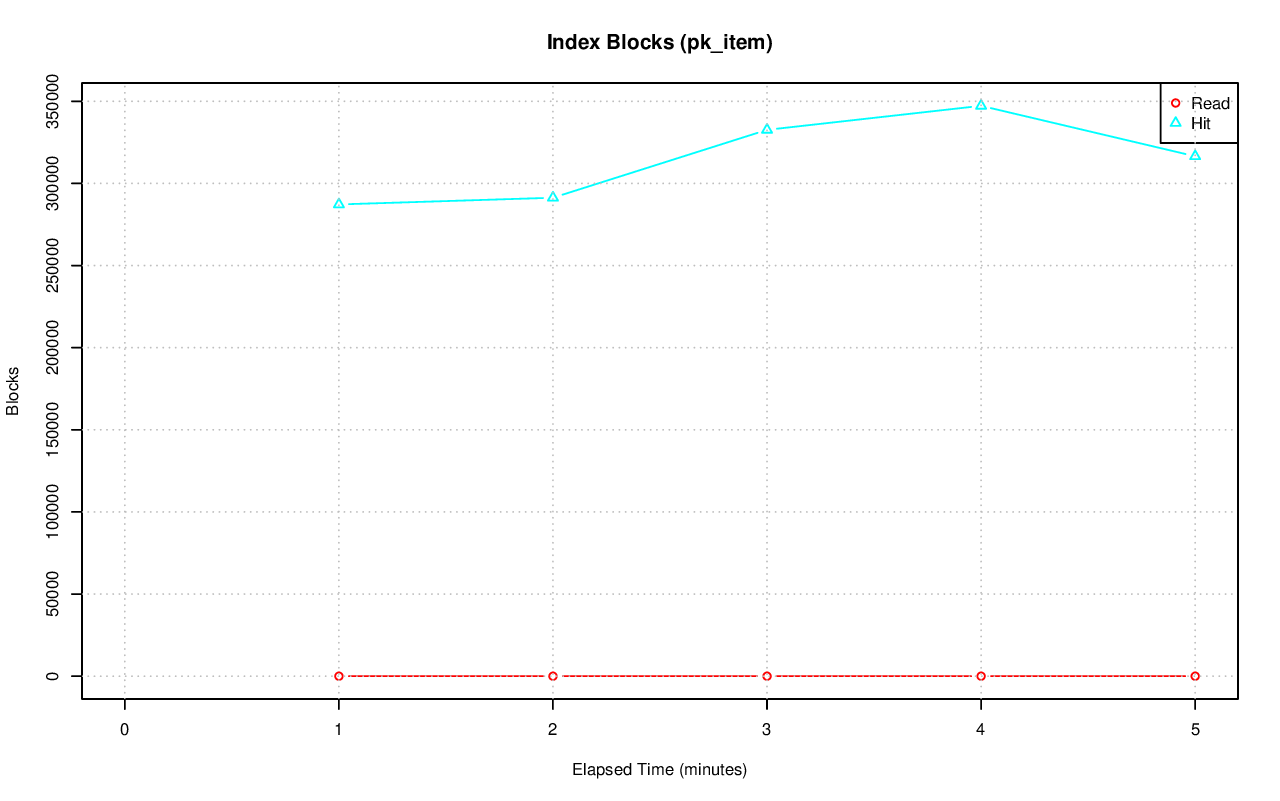 Index Blocks (pk_item)
Read
Hit
350000
300000
250000
200000
150000
100000
50000
0
Blocks
0 1 2 3 4 5
Elapsed Time (minutes)